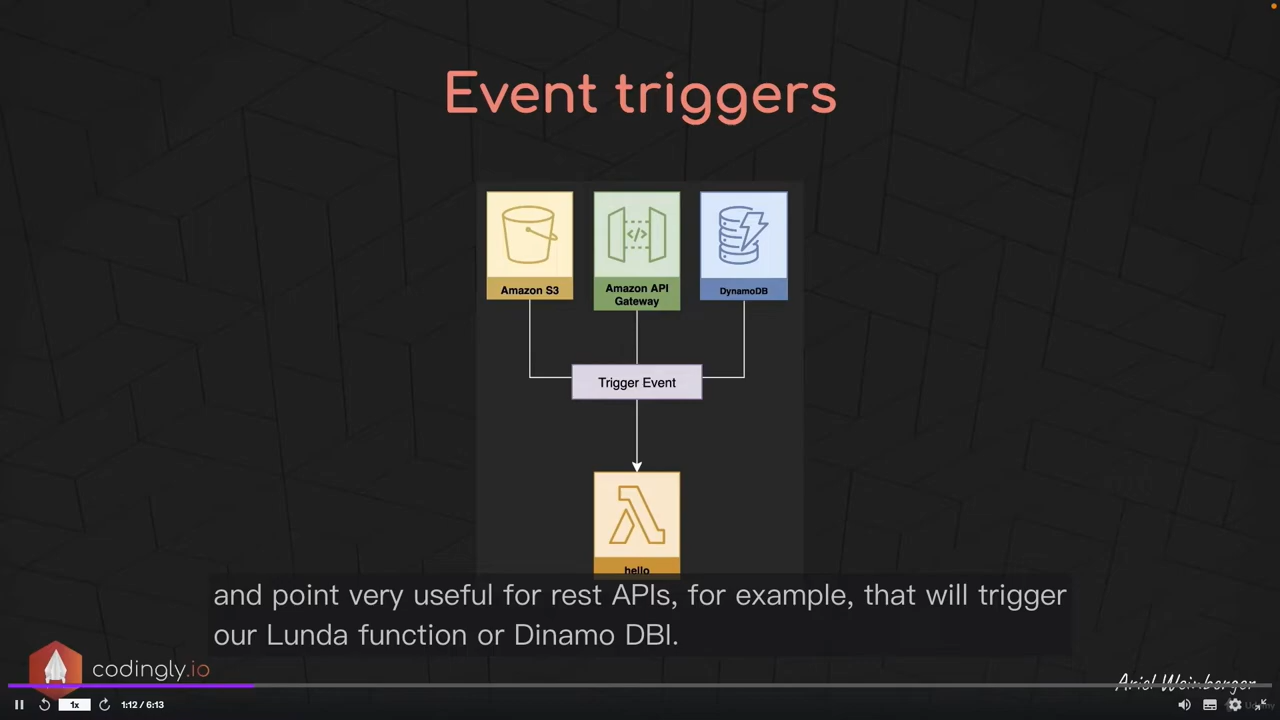 Event triggers
Amazon S3
Amazon API
Gateway
DynamoDB
Trigger Event
hello
and point very useful for rest APIs, for example, that will trigger
our Lunda function or Dinamo DBI.
codingly.io
Ariel Weinberger
1x
1:12 / 6:13
Udemy